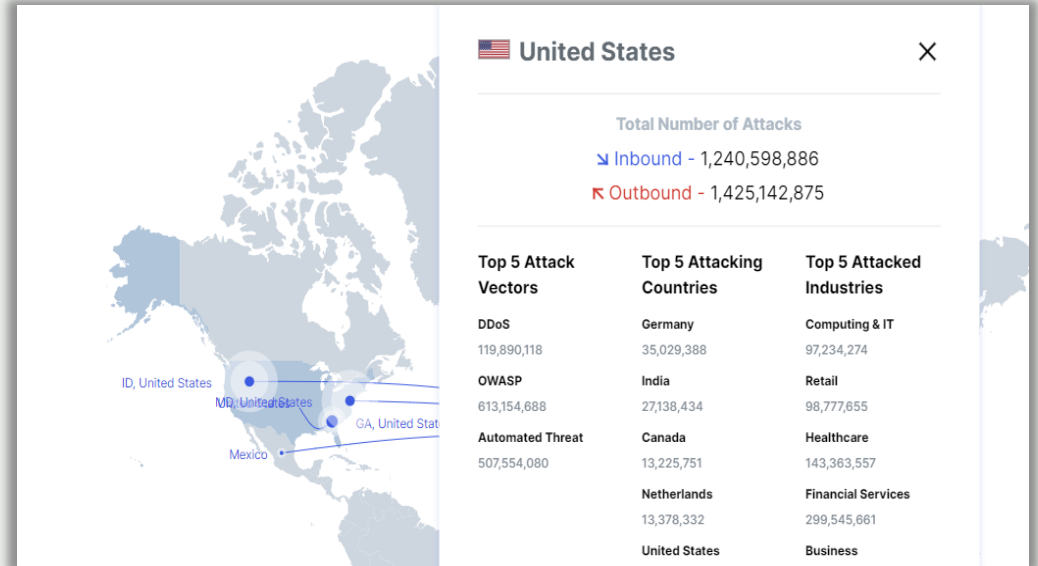 United States
Total Number of Attacks
Inbound - 1,240,598,886
Outbound - 1,425,142,875
Top 5 Attack
Vectors
DDoS
119,890,118
OWASP
613,154,688
Automated Threat
507,554,080
Top 5 Attacking
Countries
Germany
35,029,388
India
27,138,434
Canada
13,225,751
Netherlands
13,378,332
United States
Top 5 Attacked
Industries
Computing & IT
97,234,274
Retail
98,777,655
Healthcare
143,363,557
Financial Services
299,545,661
Business
ID, United States
MD, United States
GA, United Stat
Mexico